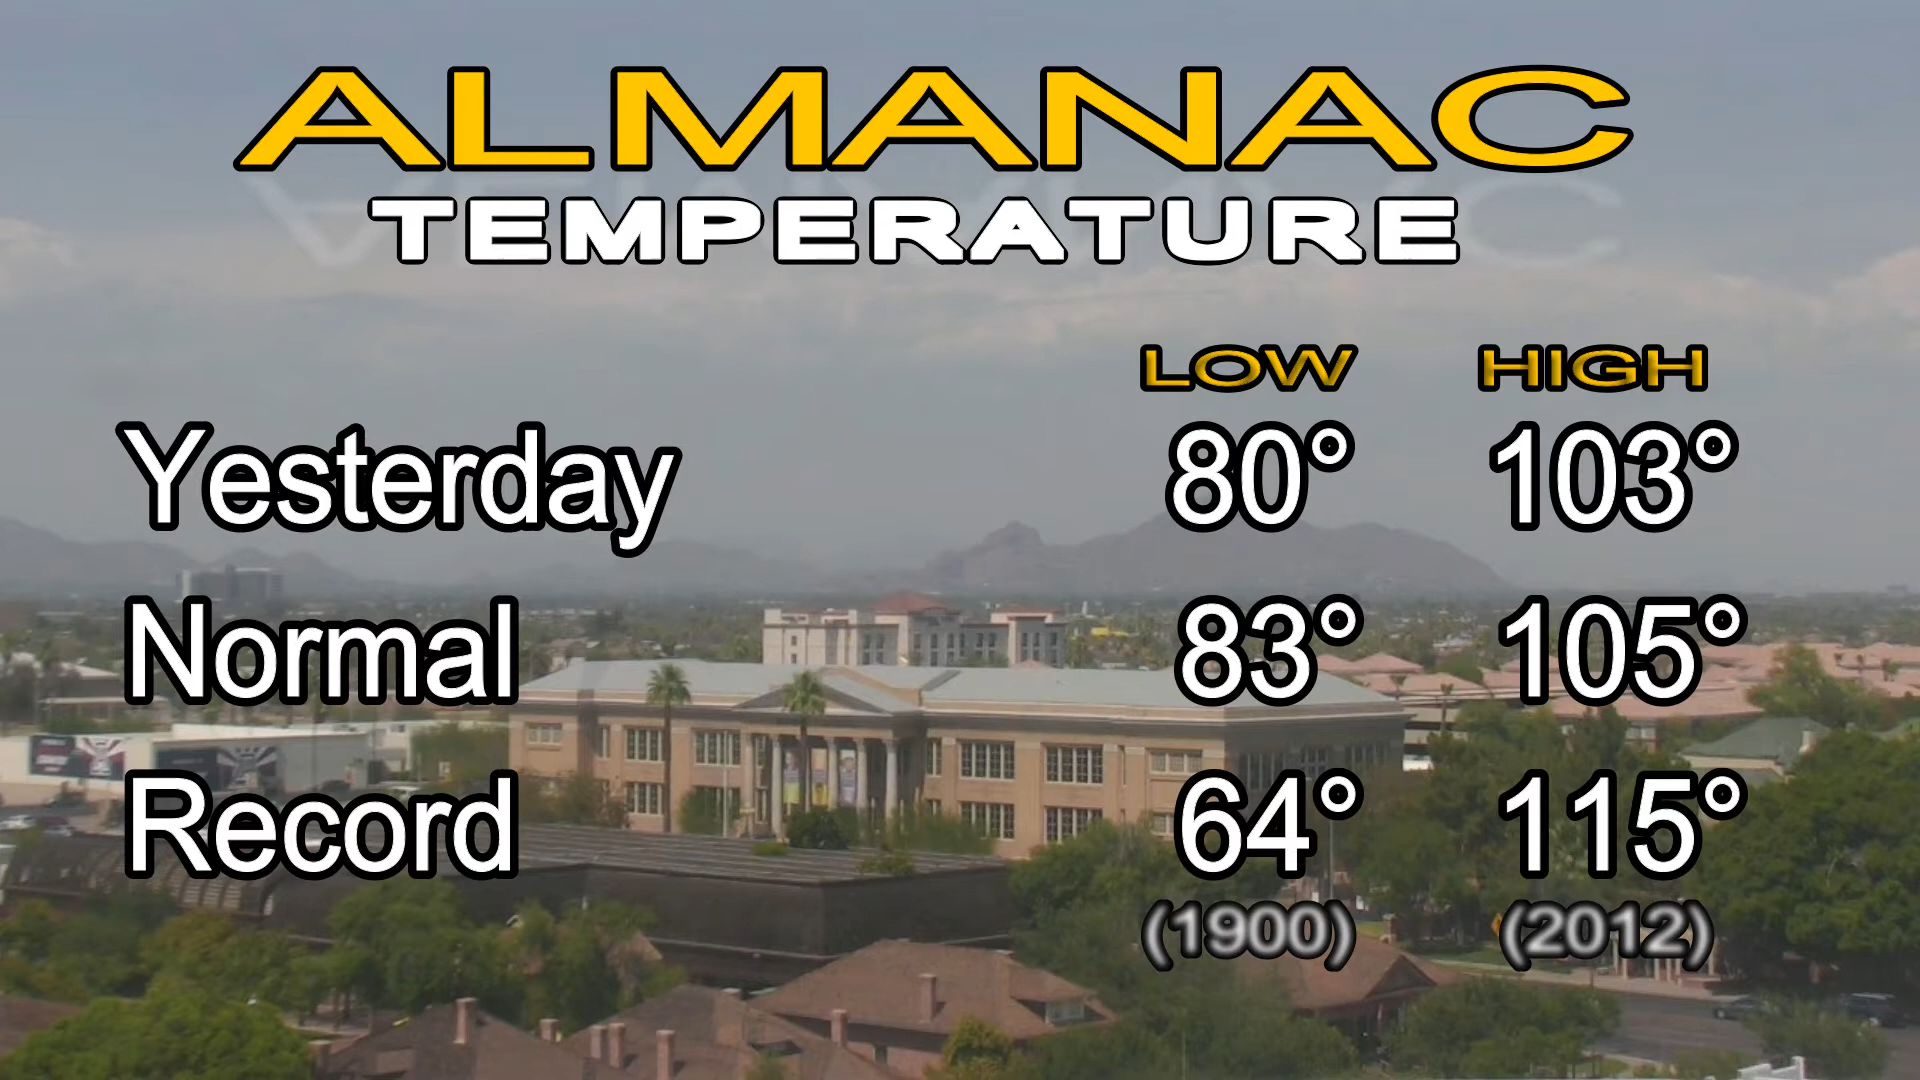 ALMANAC
TEMPERATURE
LOW HIGH
Yesterday 80° 103°
Normal 83° 105°
Record 64° 115°
(1900) (2012)